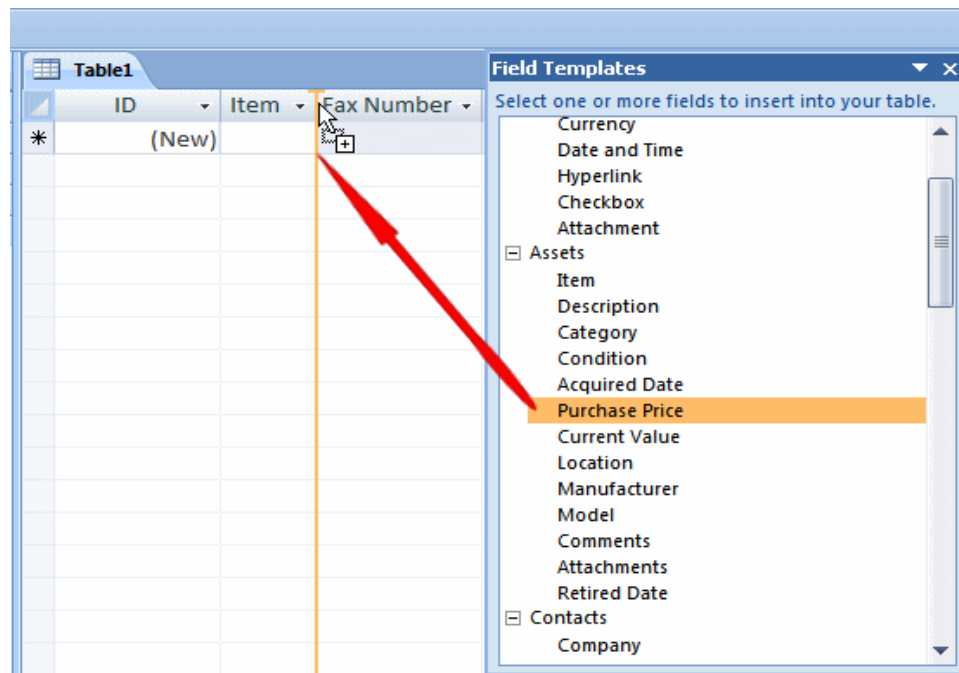 Table1
ID Item Fax Number
* (New)
Field Templates
Select one or more fields to insert into your table.
Currency
Date and Time
Hyperlink
Checkbox
Attachment
Assets
Item
Description
Category
Condition
Acquired Date
Purchase Price
Current Value
Location
Manufacturer
Model
Comments
Attachments
Retired Date
Contacts
Company